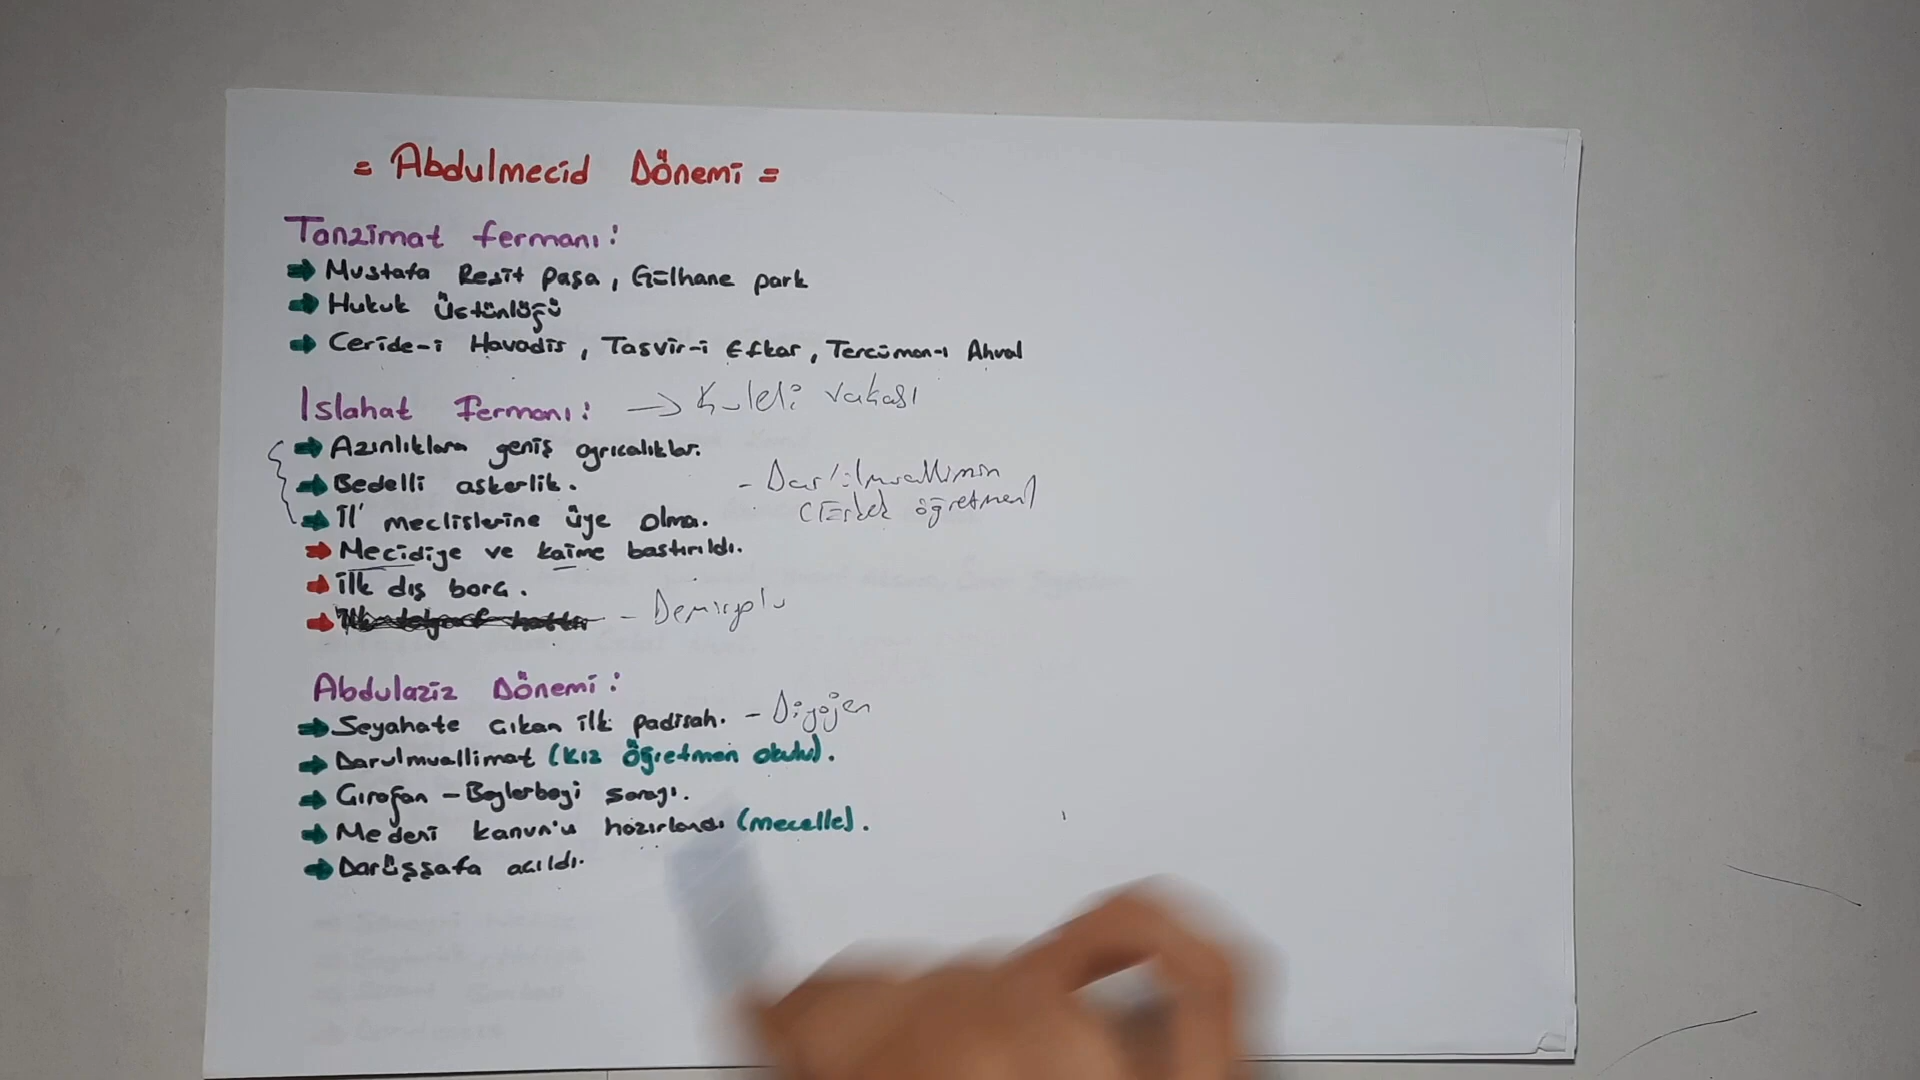 = Abdulmecid Dönemi =
Tanzimat fermanı:
Mustafa Reşit paşa, Gülhane park
Hukuk Üstünlüğü
Ceride-i Havadis, Tasvir-i Efkar, Tercüman-ı Ahval
Islahat Fermanı: → Kuleli vakası
Azınlıklara geniş ayrıcalıklar.
Bedelli askerlik.
- Dar'ülmuallimin
(Erkek öğretmen)
İl' meclislerine üye olma.
Mecidiye ve kaime bastırıldı.
İlk dış borç.
- Demiryolu
Abdulaziz Dönemi:
Seyahate çıkan ilk padişah. - Diyojen
Darulmuallimat (Kız öğretmen okulu).
Çırağan - Beylerbeyi sarayı.
Medeni kanun'u hazırlandı (mecelle).
Darüşşafa açıldı.